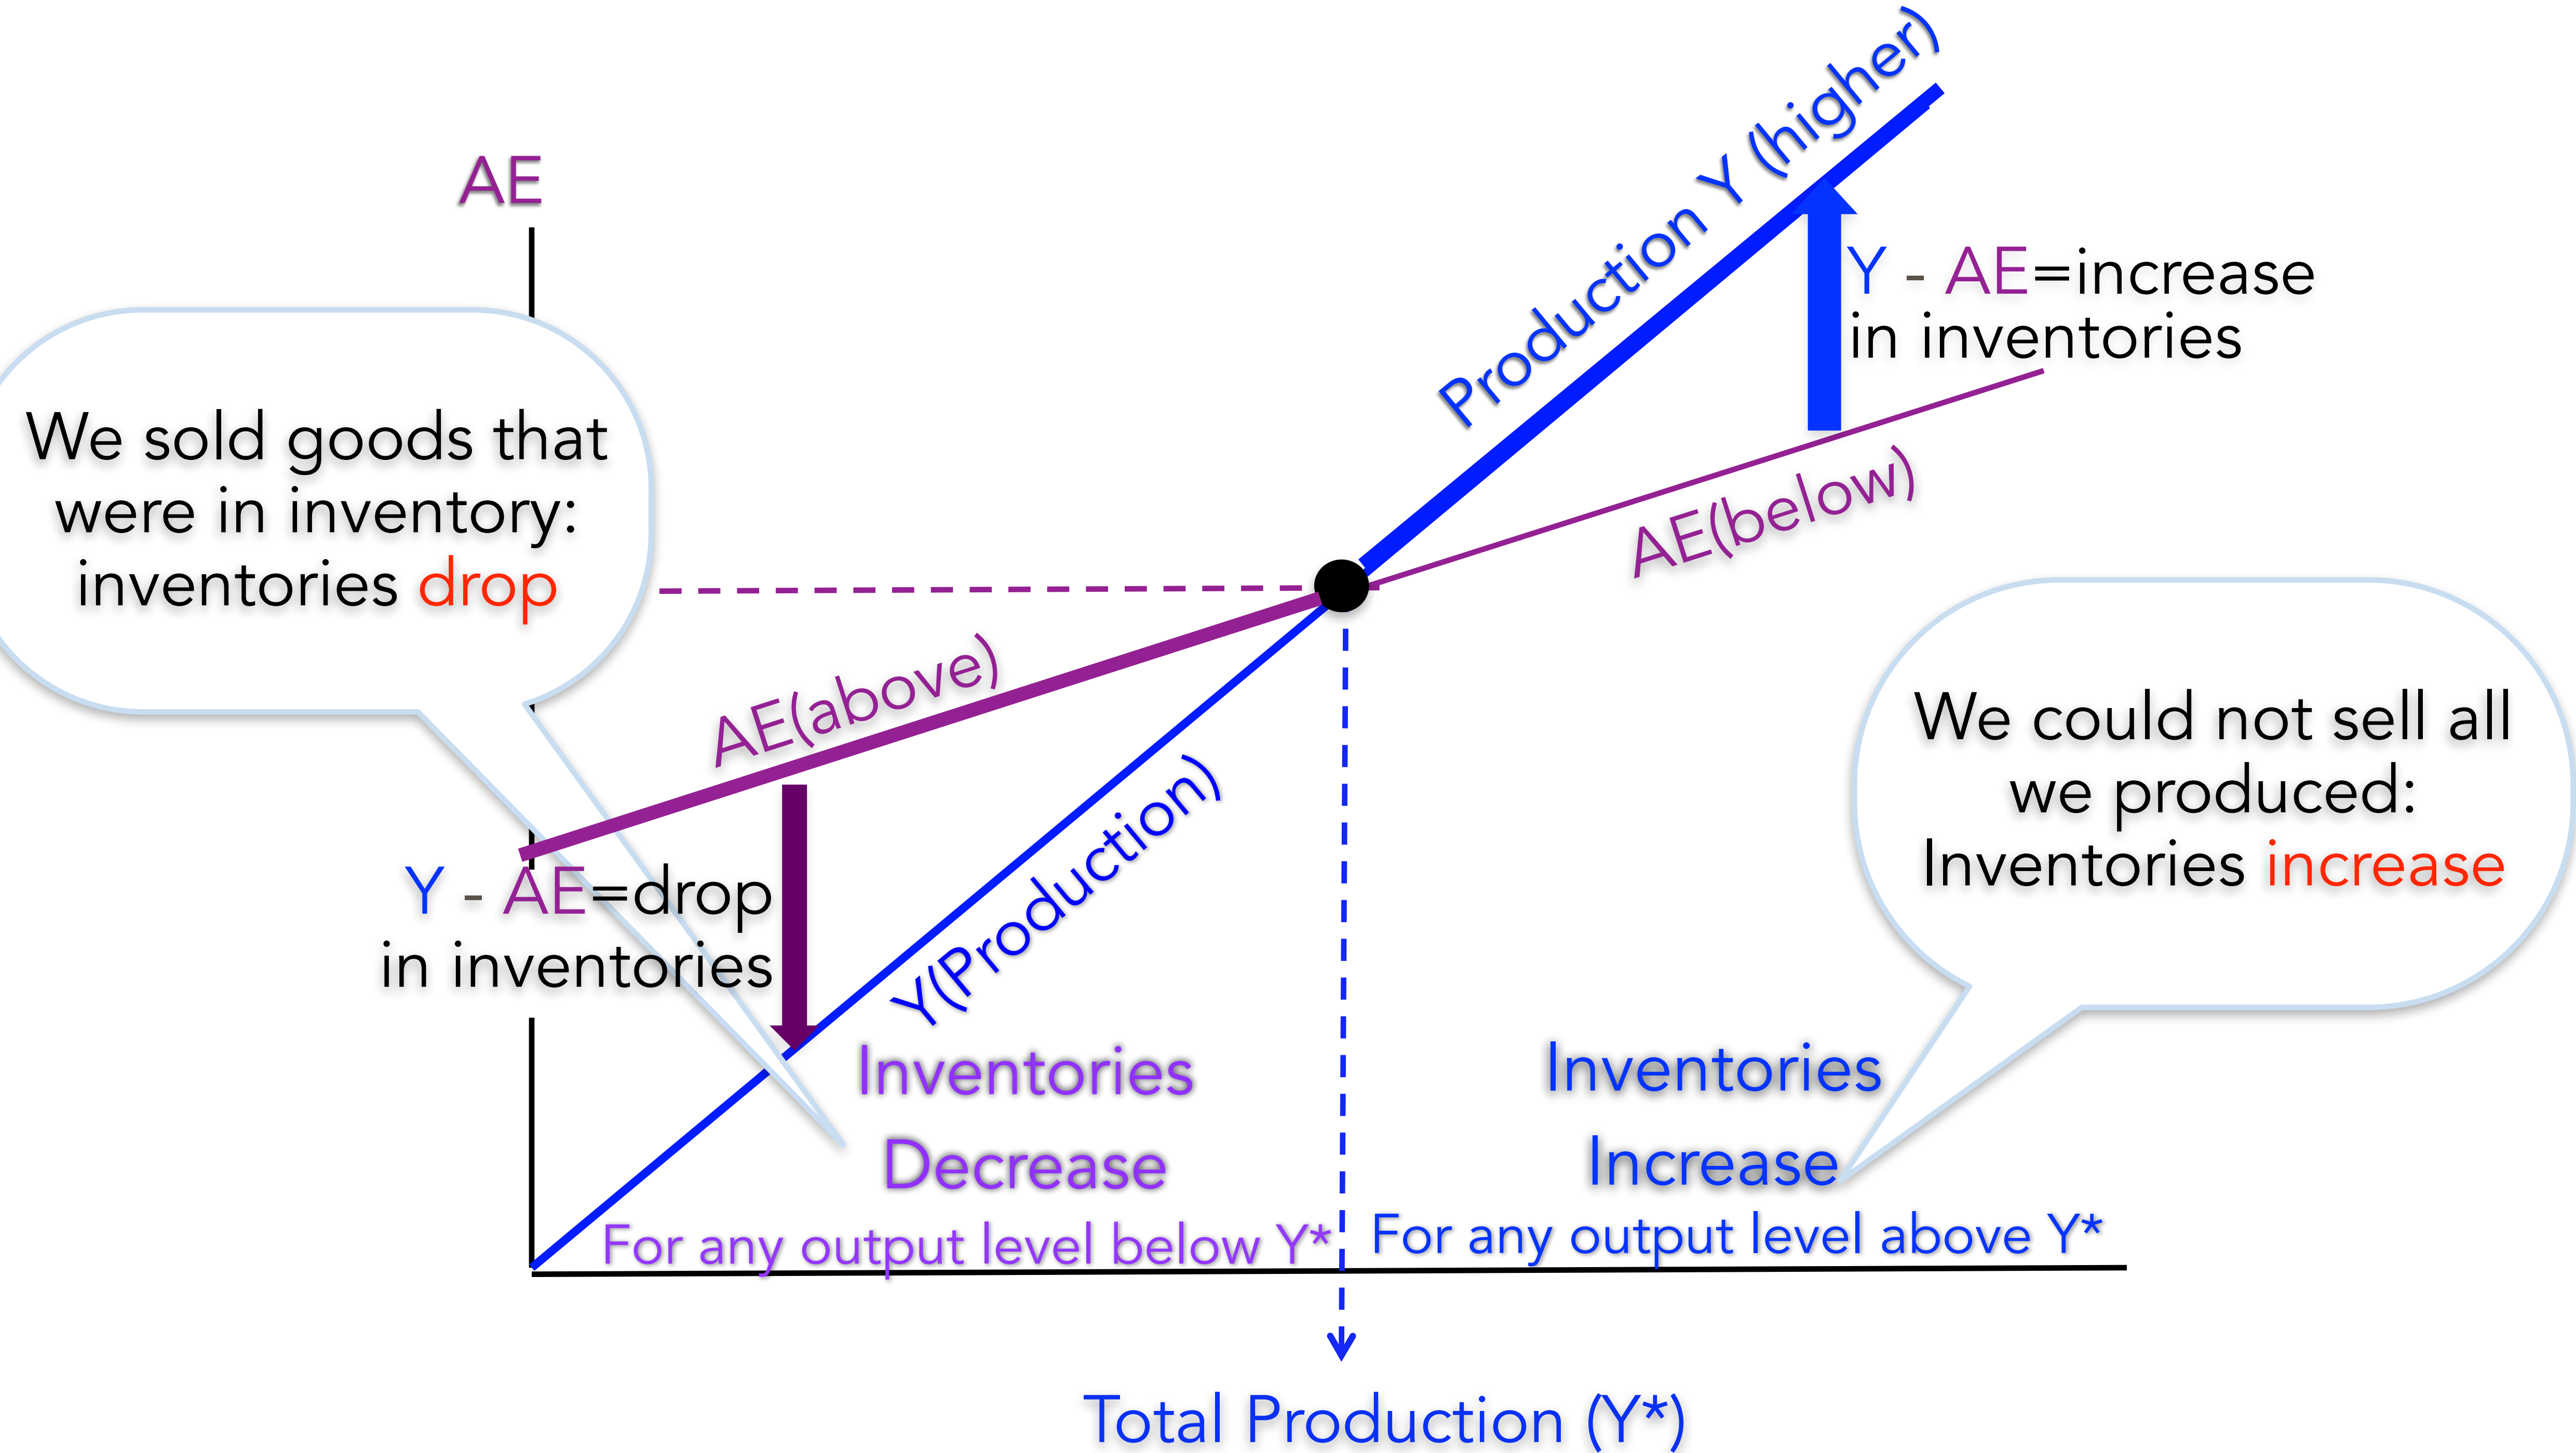 Production Y (higher)
AE
Y - AE=increase
in inventories
We sold goods that
were in inventory:
inventories drop
AE(below)
AE(above)
We could not sell all
we produced:
Inventories increase
Y(Production)
Y - AE=drop
in inventories
Inventories
Decrease
For any output level below Y*
Inventories
Increase
For any output level above Y*
Total Production (Y*)